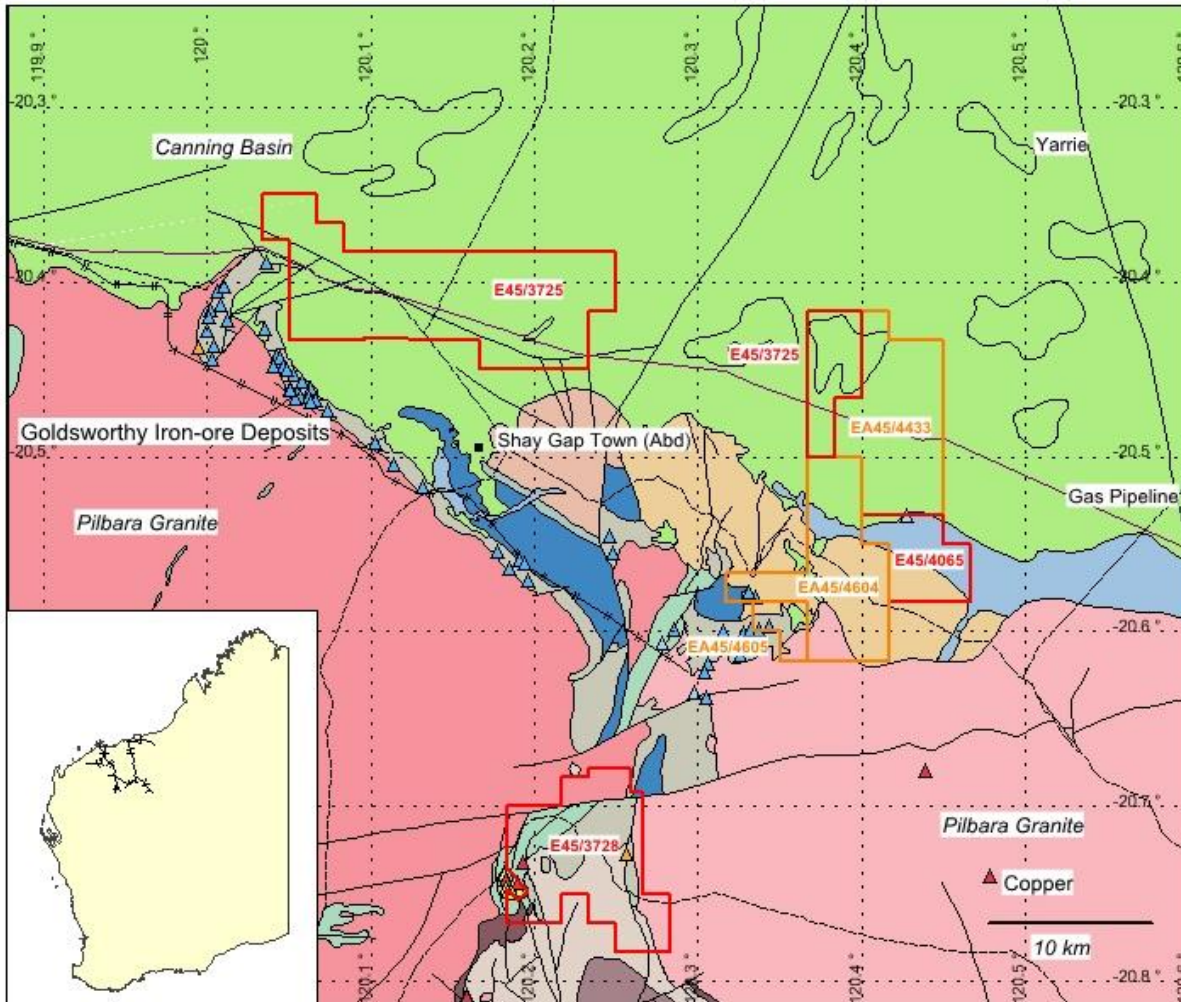 119.9 °
120 °
120.1 °
120.2 °
120.3 °
120.4 °
120.5 °
-20.3 °
-20.3 °
Canning Basin
Yarrie
-20.4 °
-20.4 °
E45/3725
E45/3725
EA45/4433
Goldsworthy Iron-ore Deposits
Shay Gap Town (Abd)
-20.5 °
-20.5 °
Gas Pipeline
Pilbara Granite
E45/4065
EA45/4604
EA45/4605
-20.6 °
-20.7 °
E45/3728
Pilbara Granite
Copper
10 km
120.1 °
120.2 °
120.3 °
120.4 °
120.5 °
-20.8 °